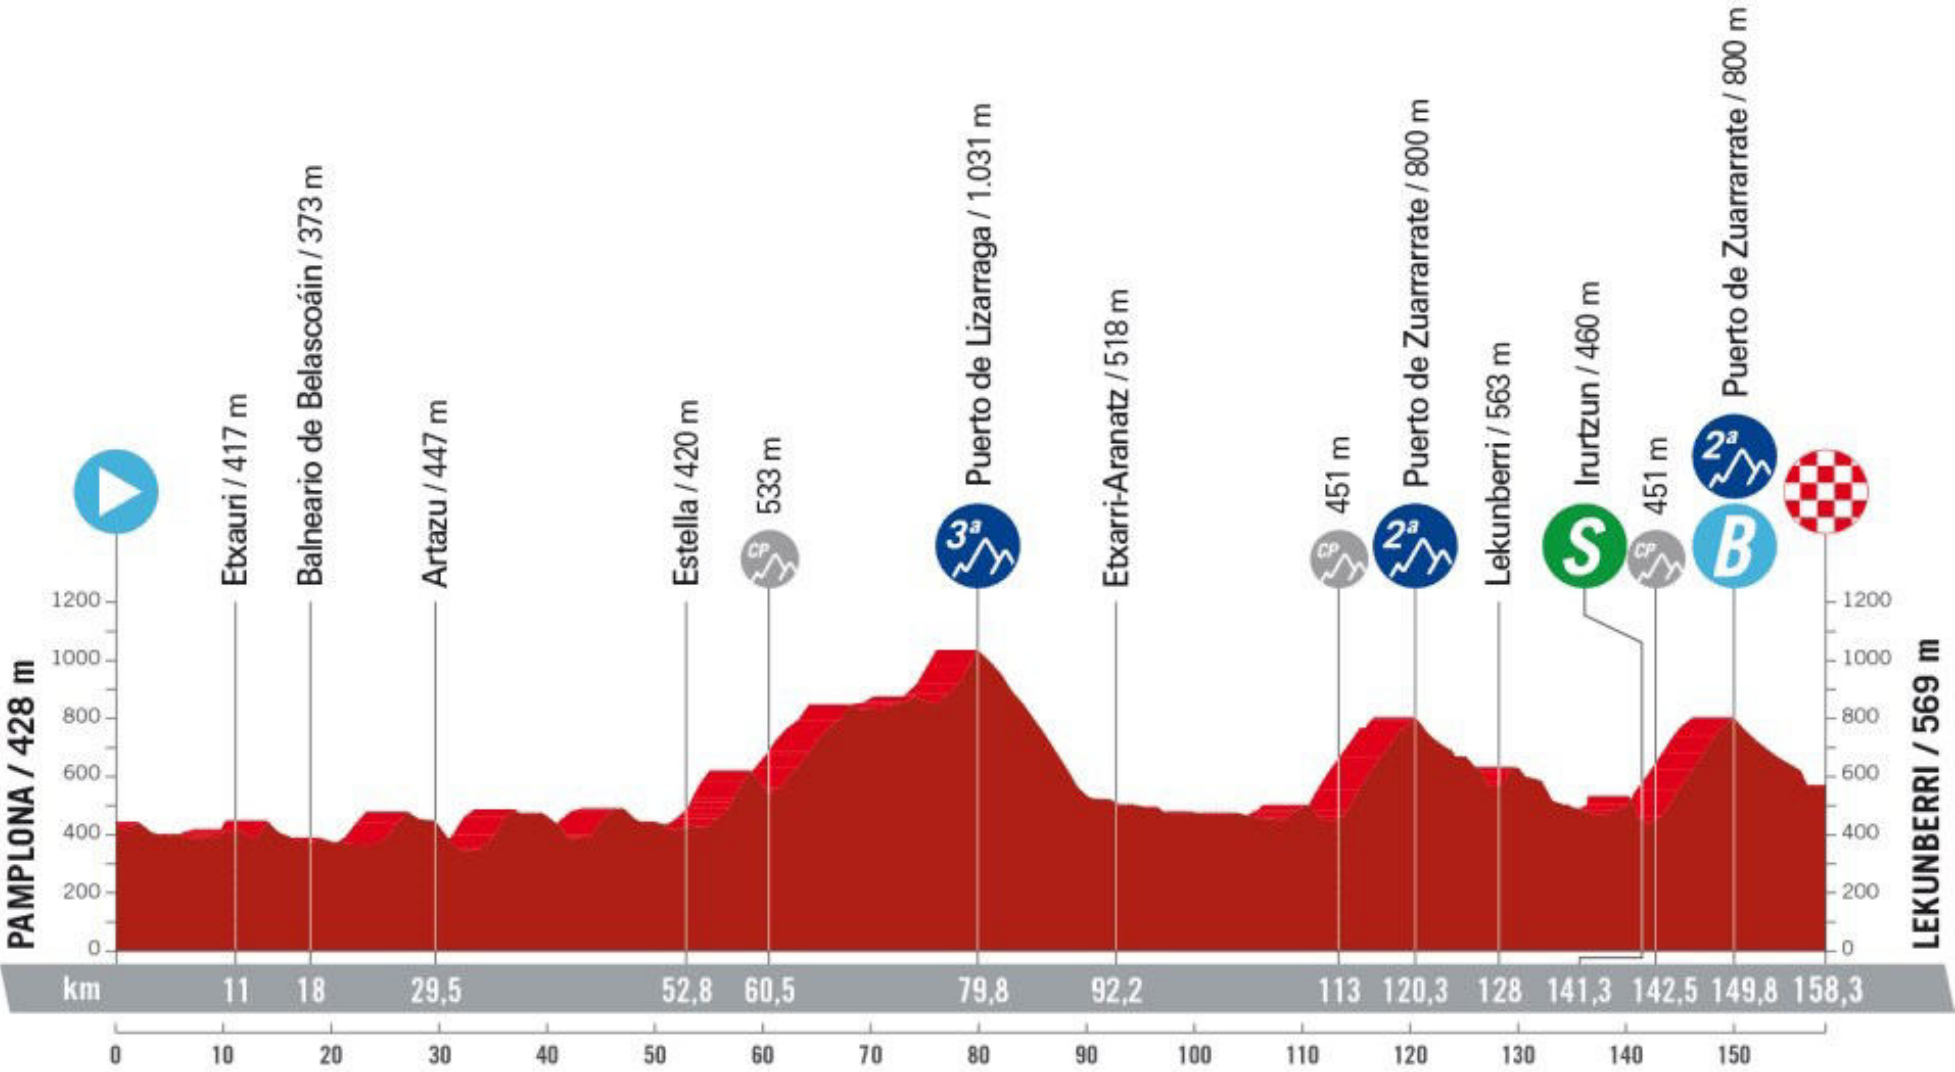 Etxauri / 417 m
Balneario de Belascoáin / 373 m
Artazu / 447 m
Estella / 420 m
533 m
CP
Puerto de Lizarraga / 1.031 m
3ª
Etxarri-Aranatz / 518 m
451 m
CP
Puerto de Zuarrarrate / 800 m
2ª
Lekunberri / 563 m
Irurtzun / 460 m
S
451 m
CP
Puerto de Zuarrarrate / 800 m
2ª
B
PAMPLONA / 428 m
1200
1000
800
600
400
200
0
1200
1000
800
600
400
200
0
LEKUNBERRI / 569 m
km 11 18 29,5 52,8 60,5 79,8 92,2 113 120,3 128 141,3 142,5 149,8 158,3
0 10 20 30 40 50 60 70 80 90 100 110 120 130 140 150